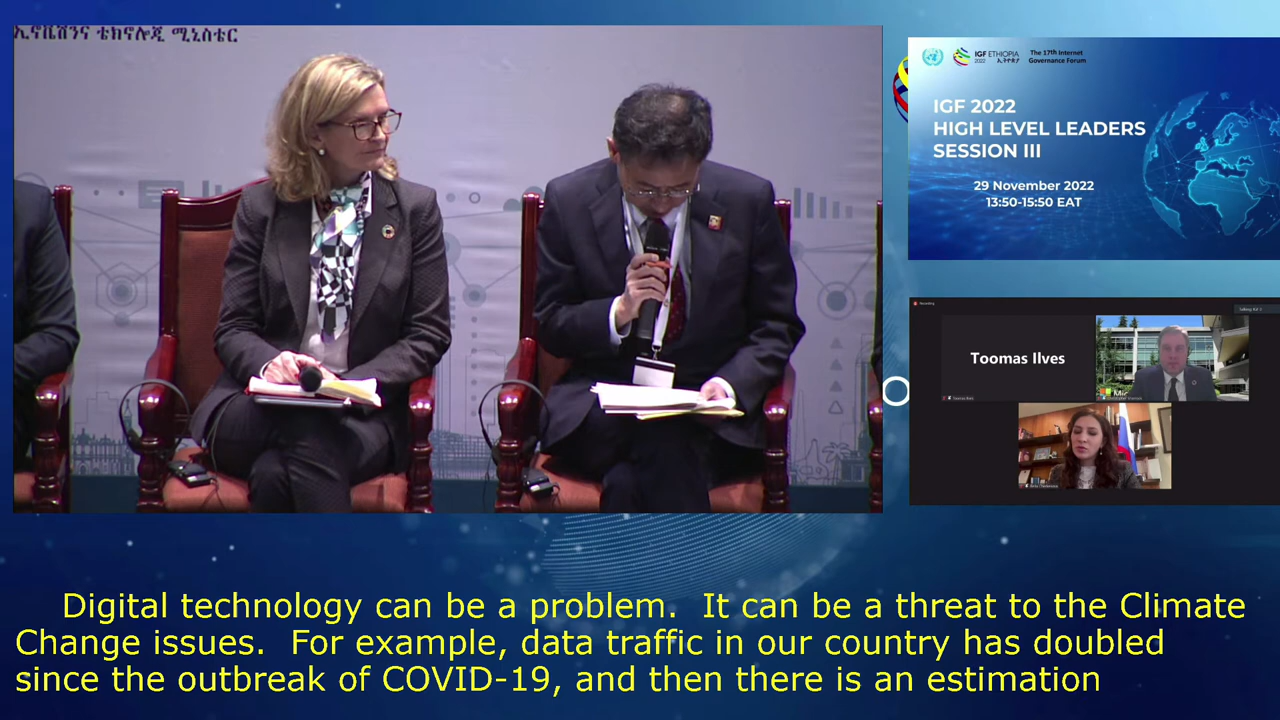 ኢኖቬሽንና ቴክኖሎጂ ሚኒስቴር
IGF ETHIOPIA
2022 ኢትዮጵያ
The 17th Internet
Governance Forum
IGF 2022
HIGH LEVEL LEADERS
SESSION III
29 November 2022
13:50-15:50 EAT
Recording
Toomas Ilves
Digital technology can be a problem. It can be a threat to the Climate
Change issues. For example, data traffic in our country has doubled
since the outbreak of COVID-19, and then there is an estimation